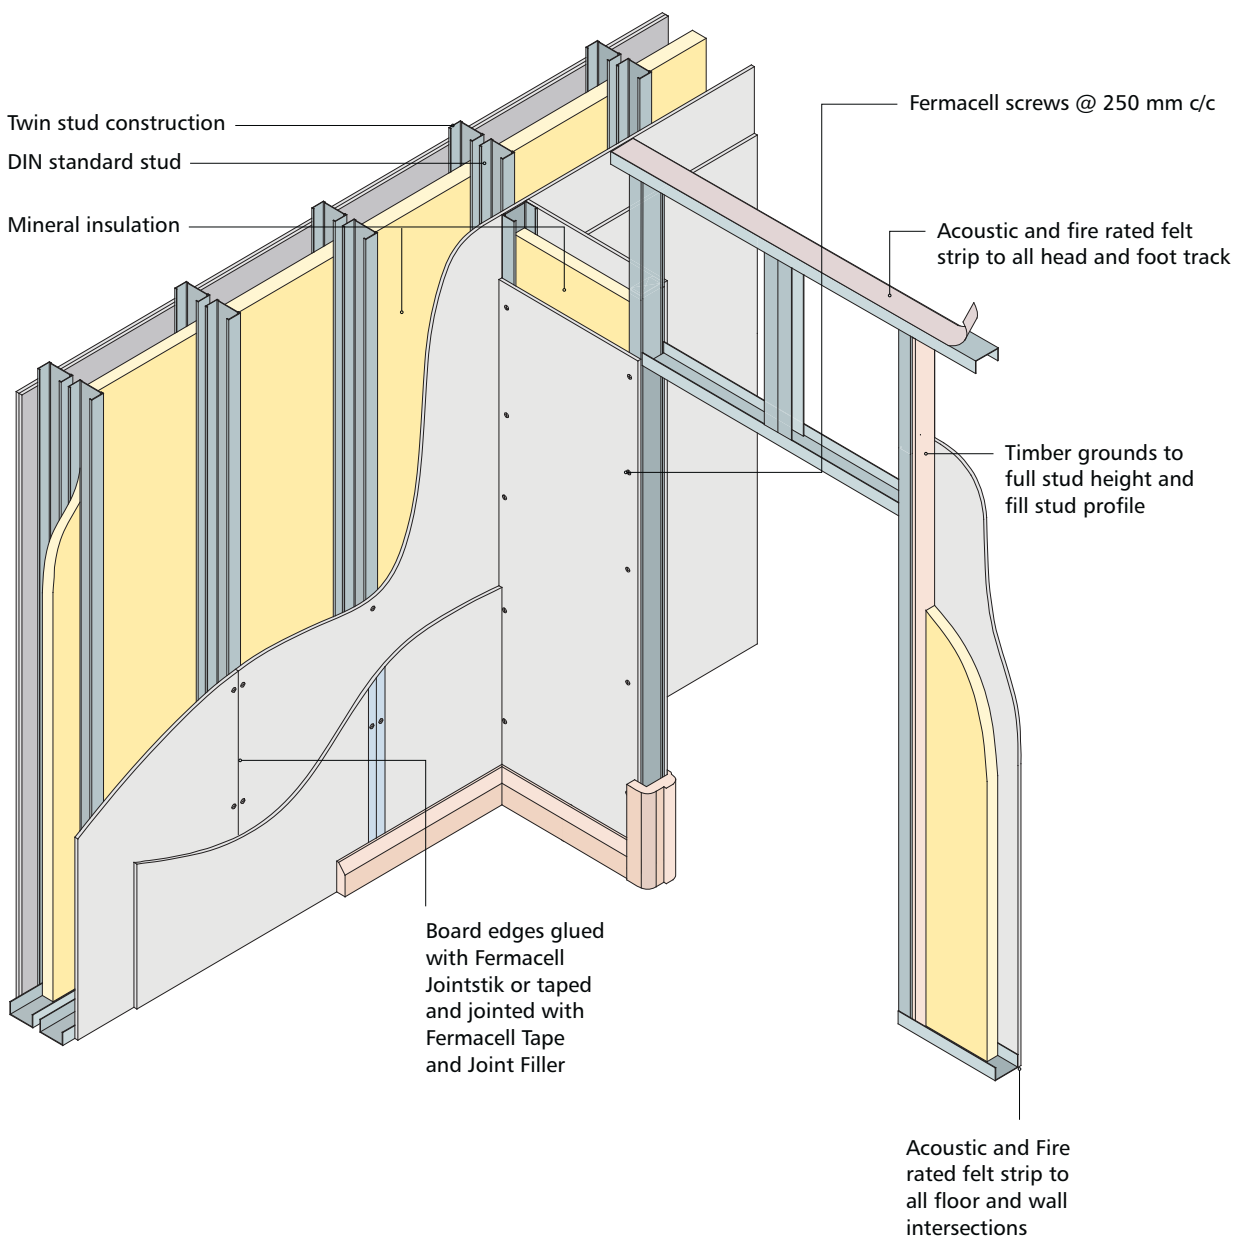 Twin stud construction
DIN standard stud
Mineral insulation
Fermacell screws @ 250 mm c/c
Acoustic and fire rated felt
strip to all head and foot track
Timber grounds to
full stud height and
fill stud profile
Board edges glued
with Fermacell
Jointstik or taped
and jointed with
Fermacell Tape
and Joint Filler
Acoustic and Fire
rated felt strip to
all floor and wall
intersections